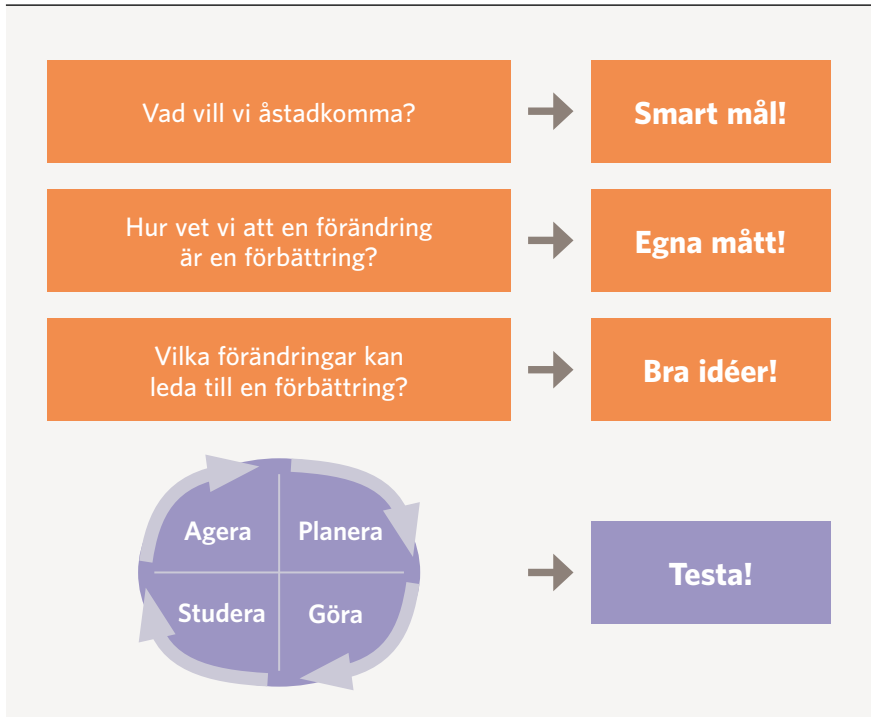 Vad vill vi åstadkomma?
Smart mål!
Hur vet vi att en förändring
är en förbättring?
Egna mått!
Vilka förändringar kan
leda till en förbättring?
Bra idéer!
Agera
Planera
Studera
Göra
Testa!